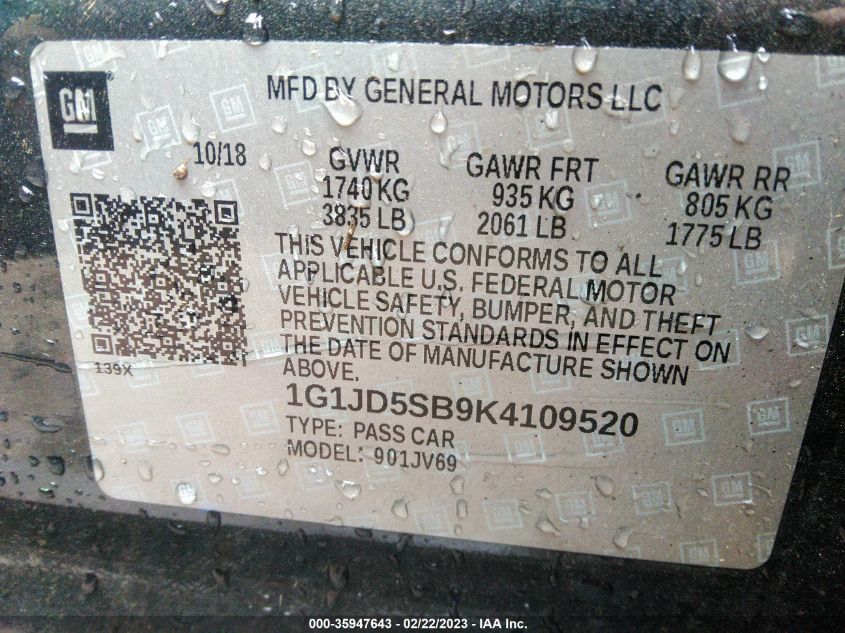 GM
MFD BY GENERAL MOTORS LLC
10/18
GVWR
1740 KG
3835 LB
GAWR FRT
935 KG
2061 LB
GAWR RR
805 KG
1775 LB
THIS VEHICLE CONFORMS TO ALL
APPLICABLE U.S. FEDERAL MOTOR
VEHICLE SAFETY, BUMPER, AND THEFT
PREVENTION STANDARDS IN EFFECT ON
THE DATE OF MANUFACTURE SHOWN
ABOVE.
139X
1G1JD5SB9K4109520
TYPE: PASS CAR
MODEL: 901JV69
000-35947643 - 02/22/2023 - IAA Inc.